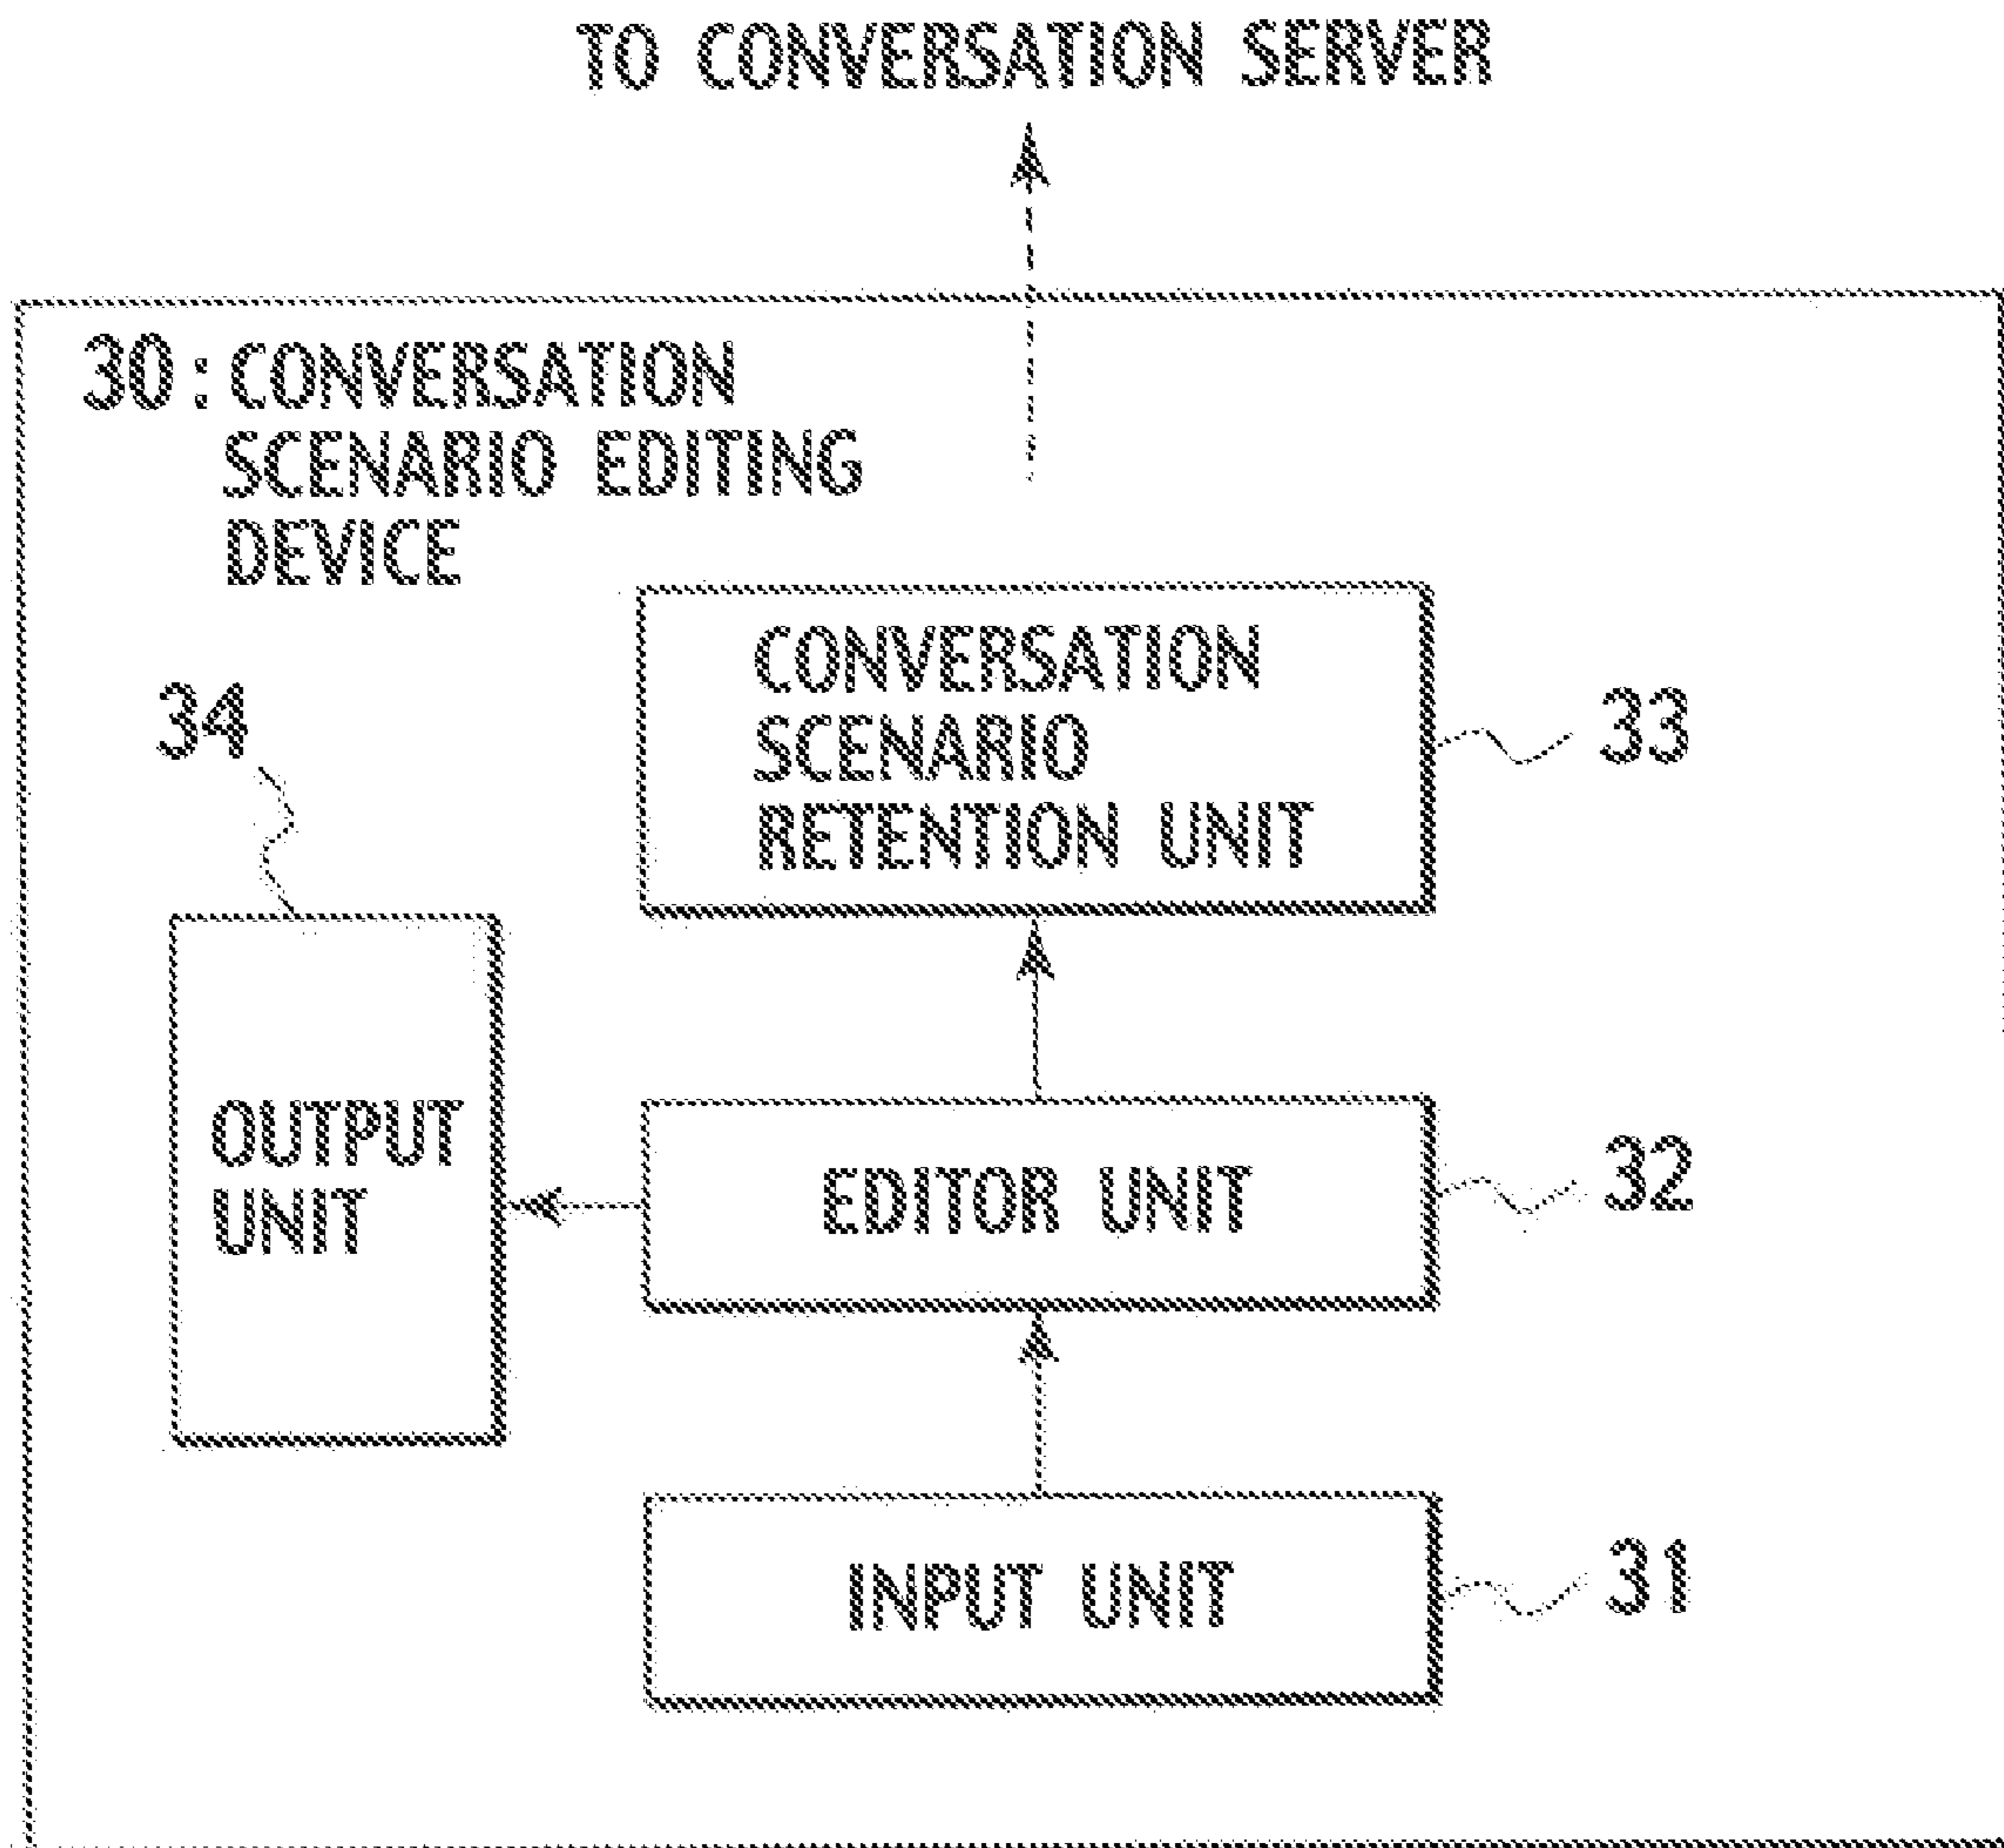 TO CONVERSATION SERVER
30 : CONVERSATION
SCENARIO EDITING
DEVICE
CONVERSATION
SCENARIO
RETENTION UNIT
33
34
OUTPUT
UNIT
EDITOR UNIT
32
INPUT UNIT
31